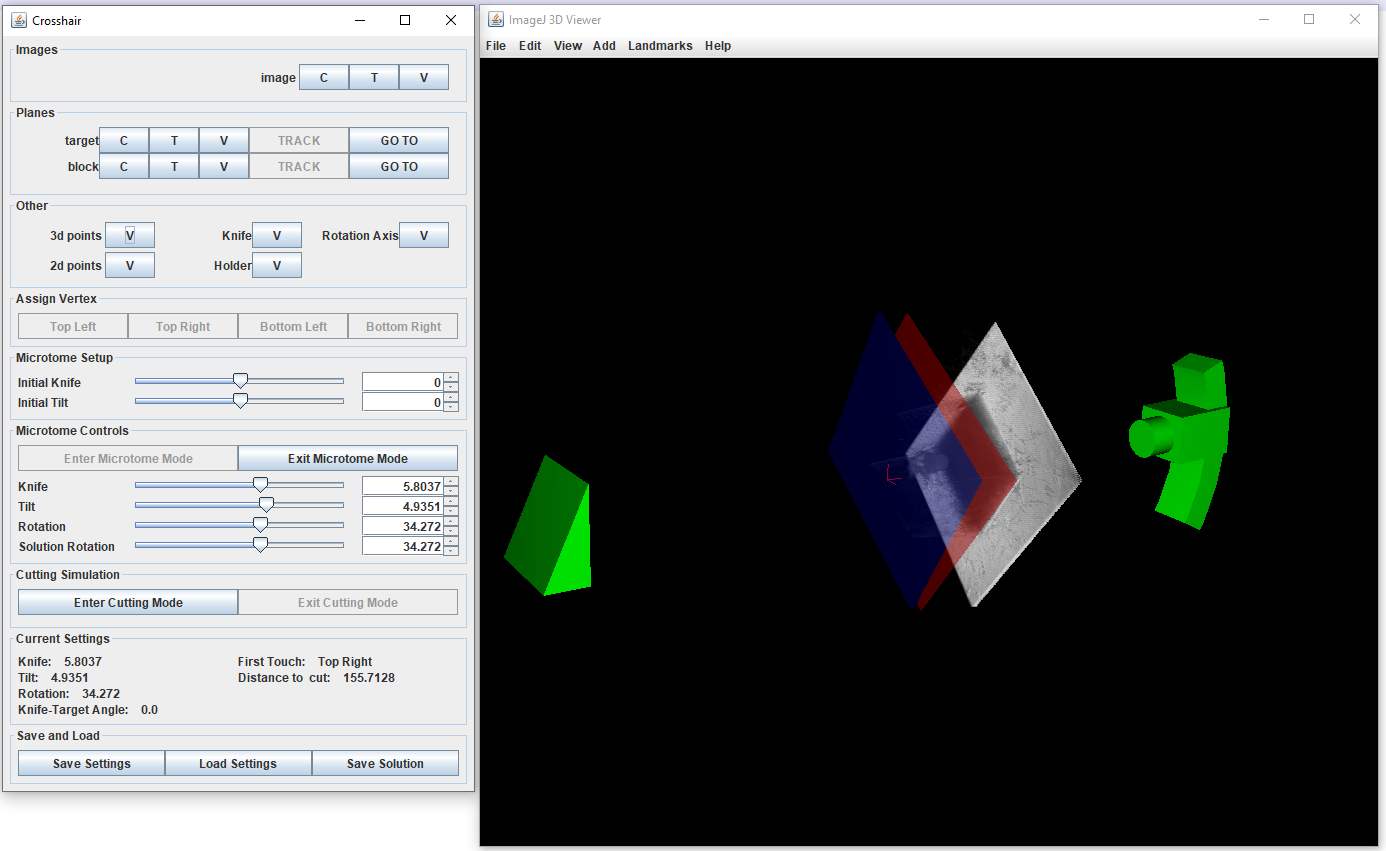 Crosshair
Images
image C T V
Planes
target C T V TRACK GO TO
block C T V TRACK GO TO
Other
3d points V Knife V Rotation Axis V
2d points V Holder V
Assign Vertex
Top Left Top Right Bottom Left Bottom Right
Microtome Setup
Initial Knife 0
Initial Tilt 0
Microtome Controls
Enter Microtome Mode Exit Microtome Mode
Knife 5.8037
Tilt 4.9351
Rotation 34.272
Solution Rotation 34.272
Cutting Simulation
Enter Cutting Mode Exit Cutting Mode
Current Settings
Knife: 5.8037 First Touch: Top Right
Tilt: 4.9351 Distance to cut: 155.7128
Rotation: 34.272
Knife-Target Angle: 0.0
Save and Load
Save Settings Load Settings Save Solution
ImageJ 3D Viewer
File Edit View Add Landmarks Help